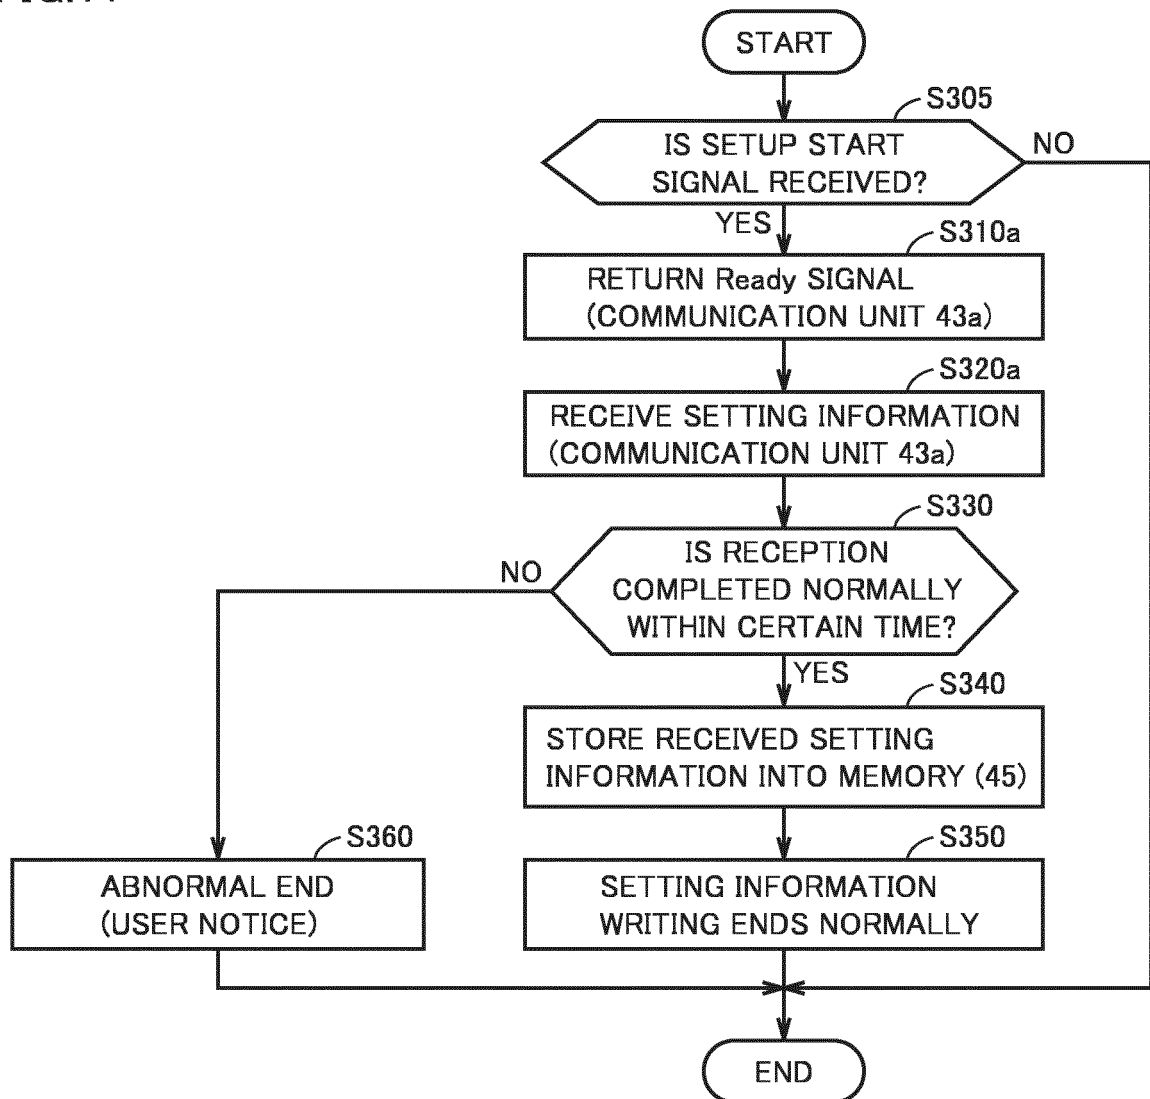 START
S305
IS SETUP START
SIGNAL RECEIVED?
NO
YES
S310a
RETURN Ready SIGNAL
(COMMUNICATION UNIT 43a)
S320a
RECEIVE SETTING INFORMATION
(COMMUNICATION UNIT 43a)
S330
IS RECEPTION
COMPLETED NORMALLY
WITHIN CERTAIN TIME?
NO
YES
S340
STORE RECEIVED SETTING
INFORMATION INTO MEMORY (45)
S360
ABNORMAL END
(USER NOTICE)
S350
SETTING INFORMATION
WRITING ENDS NORMALLY
END